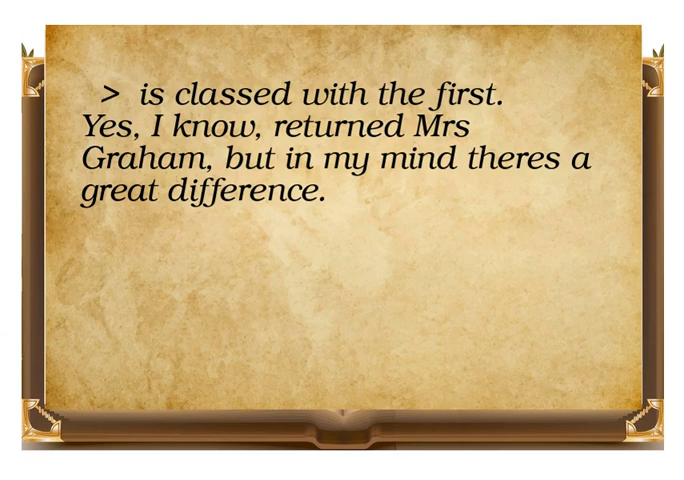 > is classed with the first.
Yes, I know, returned Mrs
Graham, but in my mind theres a
great difference.